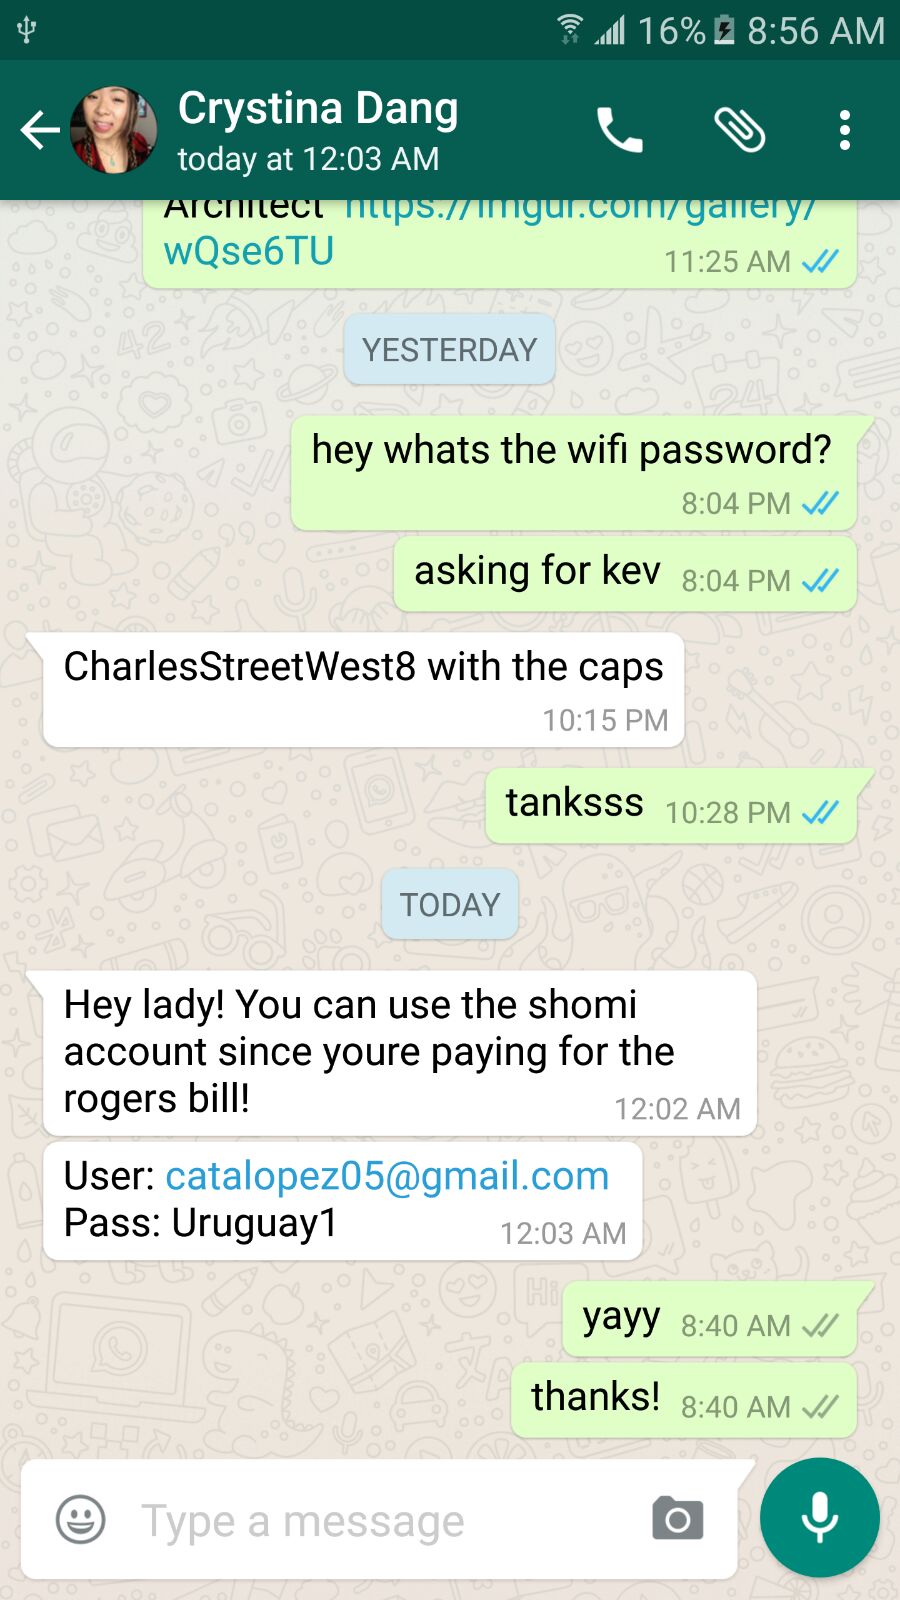 16% 8:56 AM
Crystina Dang
today at 12:03 AM
Architect https://imgur.com/gallery/
wQse6TU 11:25 AM
YESTERDAY
hey whats the wifi password?
8:04 PM
asking for kev 8:04 PM
CharlesStreetWest8 with the caps
10:15 PM
tanksss 10:28 PM
TODAY
Hey lady! You can use the shomi
account since youre paying for the
rogers bill! 12:02 AM
User: catalopez05@gmail.com
Pass: Uruguay1 12:03 AM
yayy 8:40 AM
thanks! 8:40 AM
Type a message